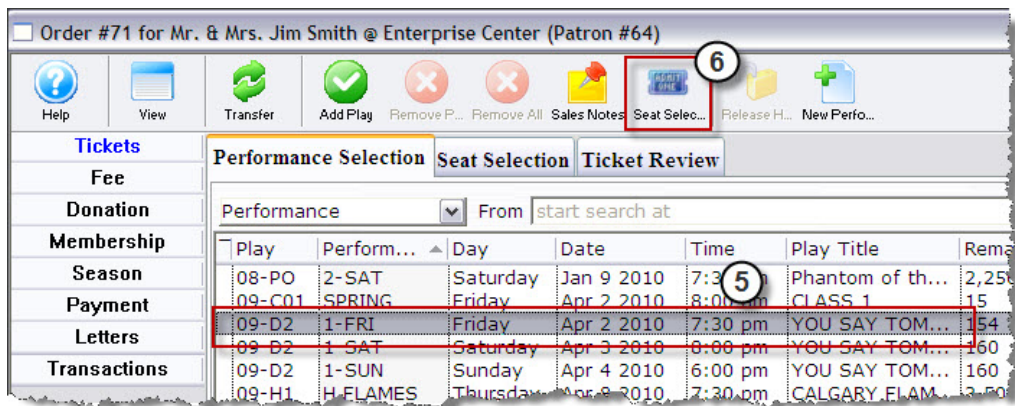 Order #71 for Mr. & Mrs. Jim Smith @ Enterprise Center (Patron #64)
6
ADMIT ONE
Help View Transfer Add Play Remove P... Remove All Sales Notes Seat Selec... Release H... New Perfo...
Tickets
Fee
Donation
Membership
Season
Payment
Letters
Transactions
Performance Selection Seat Selection Ticket Review
Performance From start search at
Play Perform... Day Date Time Play Title
08-PO 2-SAT Saturday Jan 9 2010 Phantom of th...
5
09-C01 SPRING Friday Apr 2 2010 8:00 pm CLASS 1 15
09-D2 1-FRI Friday Apr 2 2010 7:30 pm YOU SAY TOM... 154
09-D2 1-SAT Saturday Apr 3 2010 8:00 pm YOU SAY TOM... 160
09-D2 1-SUN Sunday Apr 4 2010 6:00 pm YOU SAY TOM... 160
09-H1 H-FLAMES Thursday Apr 8 2010 7:30 pm CALGARY FLAM...